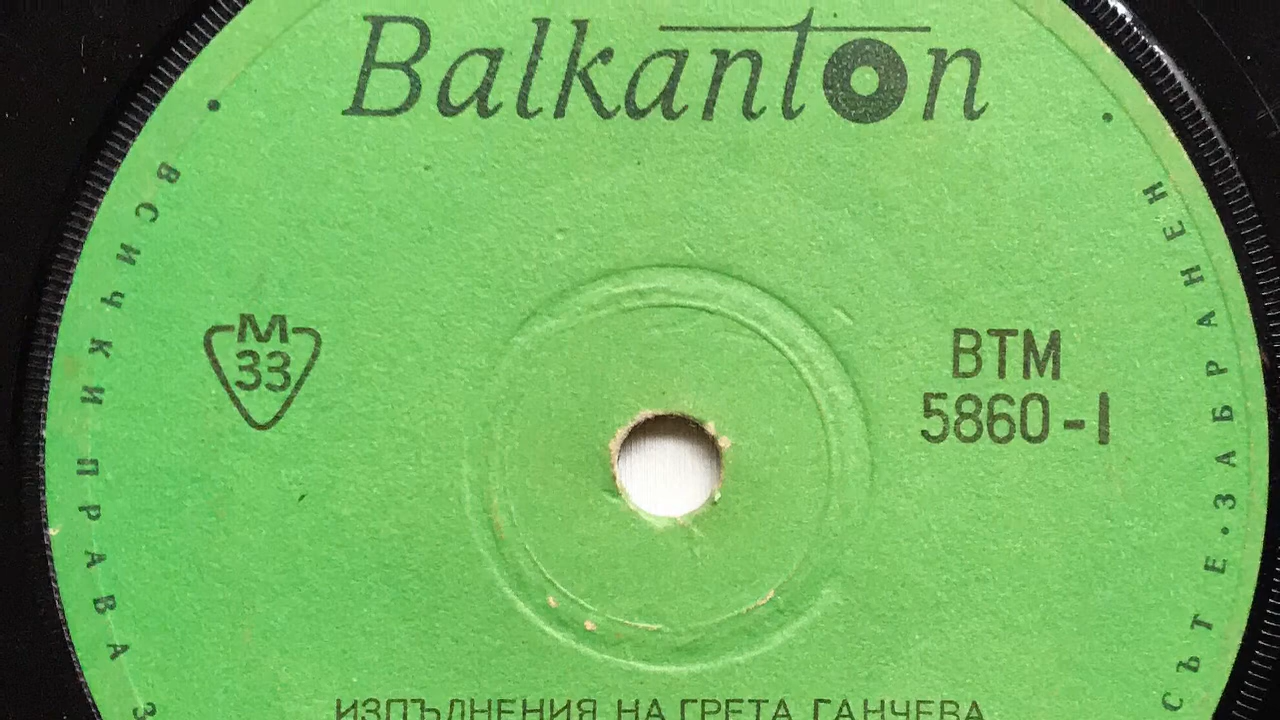 Balkanton
ВСИЧКИ ПРАВА З
М
33
ВТМ
5860-I
СЪТЕ · ЗАБРАНЕН
ИЗПЪЛНЕНИЯ НА ГРЕТА ГАНЧЕВА